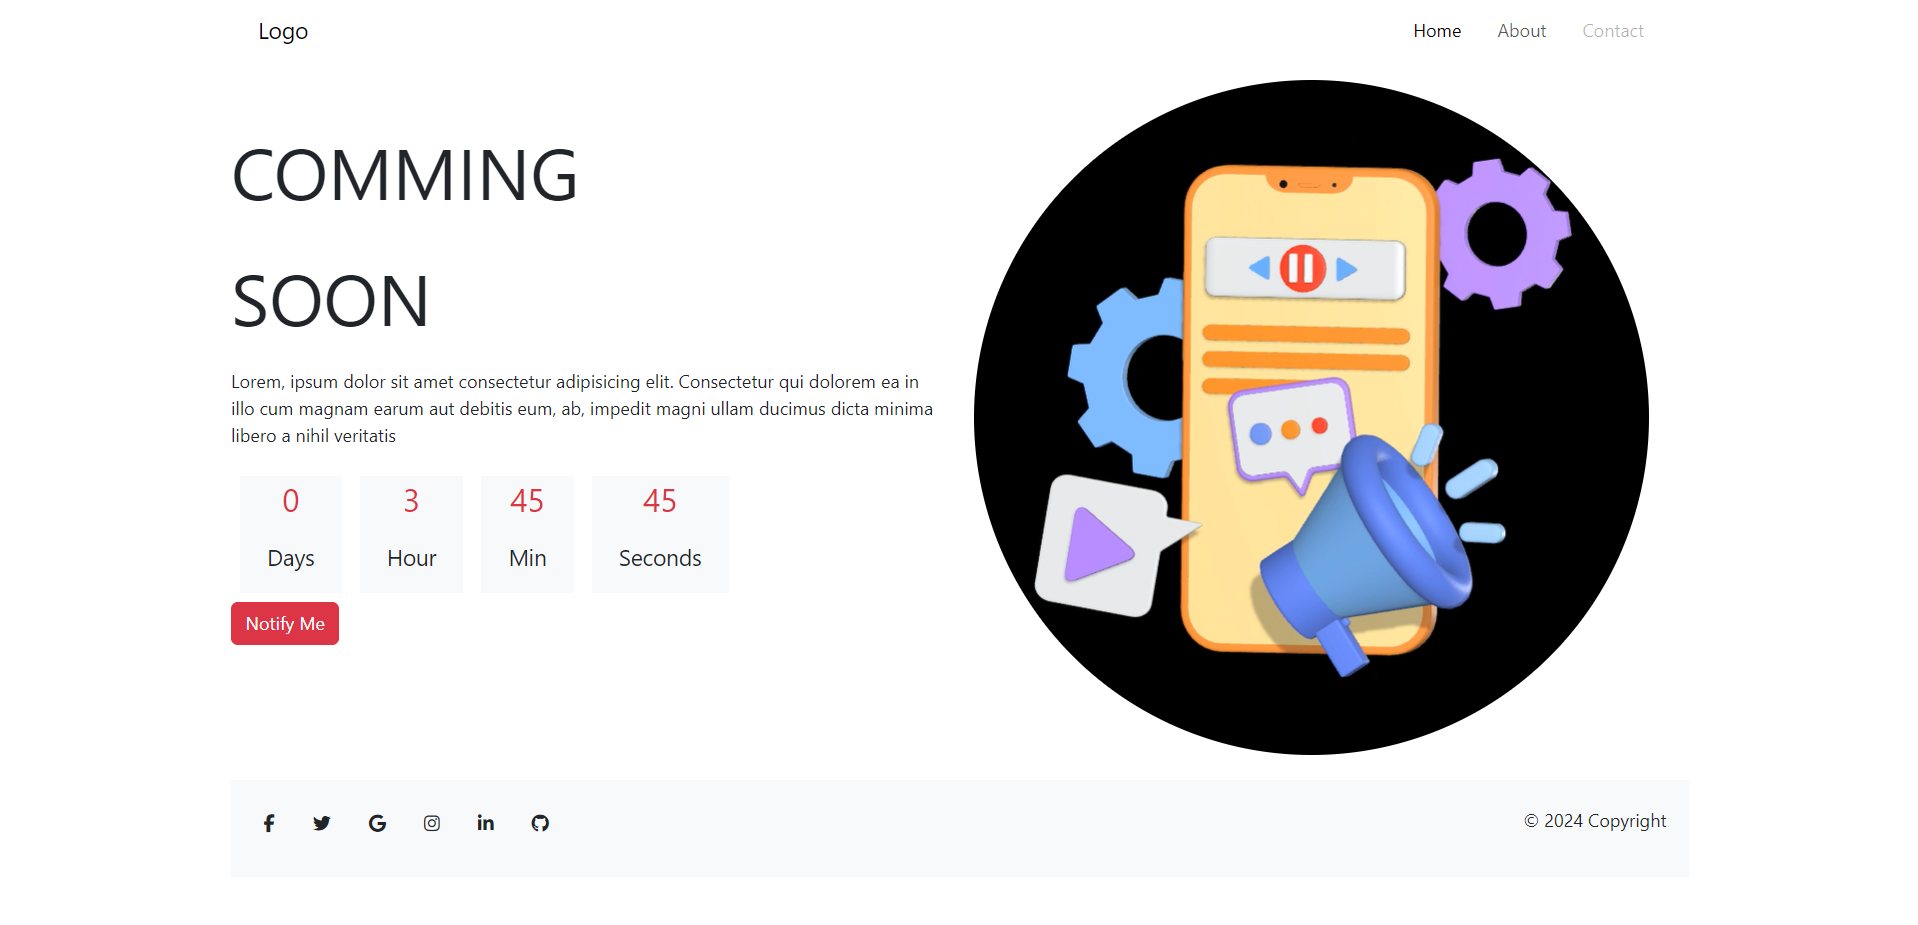 Logo
Home About Contact
COMMING
SOON
Lorem, ipsum dolor sit amet consectetur adipisicing elit. Consectetur qui dolorem ea in
illo cum magnam earum aut debitis eum, ab, impedit magni ullam ducimus dicta minima
libero a nihil veritatis
0 3 45 45
Days Hour Min Seconds
Notify Me
© 2024 Copyright